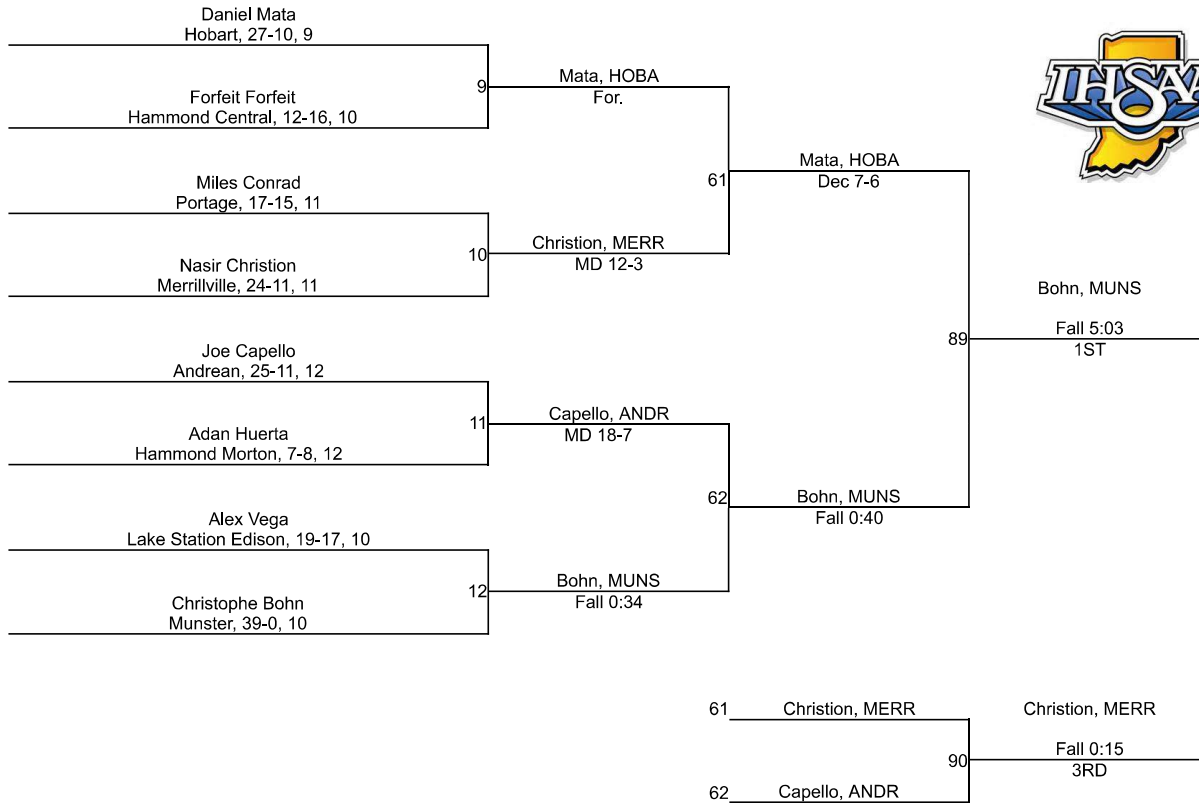 Daniel Mata
Hobart, 27-10, 9
9
Forfeit Forfeit
Hammond Central, 12-16, 10
Mata, HOBA
For.
61
Miles Conrad
Portage, 17-15, 11
10
Nasir Christion
Merrillville, 24-11, 11
Christion, MERR
MD 12-3
Mata, HOBA
Dec 7-6
IHSAA
89
Joe Capello
Andrean, 25-11, 12
11
Adan Huerta
Hammond Morton, 7-8, 12
Capello, ANDR
MD 18-7
62
Alex Vega
Lake Station Edison, 19-17, 10
12
Christophe Bohn
Munster, 39-0, 10
Bohn, MUNS
Fall 0:34
Bohn, MUNS
Fall 0:40
Bohn, MUNS
Fall 5:03
1ST
61
Christion, MERR
90
62
Capello, ANDR
Christion, MERR
Fall 0:15
3RD